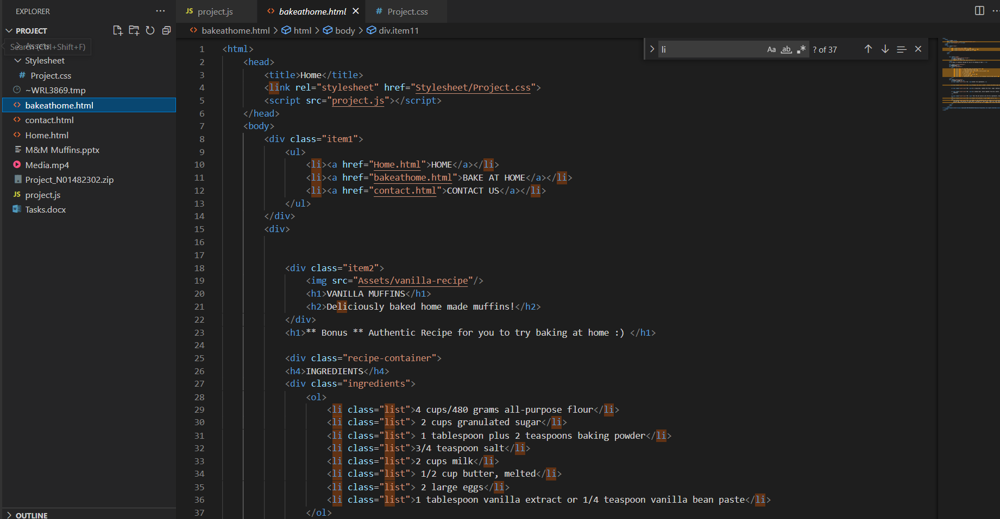 EXPLORER
PROJECT
Assets
Search (Ctrl+Shift+F)
Stylesheet
# Project.css
~WRL3869.tmp
<> bakeathome.html
<> contact.html
<> Home.html
M&M Muffins.pptx
Media.mp4
Project_N01482302.zip
JS project.js
Tasks.docx
OUTLINE
JS project.js
<> bakeathome.html
# Project.css
<> bakeathome.html > html > body > div.item11
li
Aa ab .* ? of 37
1 <html>
2 <head>
3 <title>Home</title>
4 <link rel="stylesheet" href="Stylesheet/Project.css">
5 <script src="project.js"></script>
6 </head>
7 <body>
8 <div class="item1">
9 <ul>
10 <li><a href="Home.html">HOME</a></li>
11 <li><a href="bakeathome.html">BAKE AT HOME</a></li>
12 <li><a href="contact.html">CONTACT US</a></li>
13 </ul>
14 </div>
15 <div>
16
17
18 <div class="item2">
19 <img src="Assets/vanilla-recipe"/>
20 <h1>VANILLA MUFFINS</h1>
21 <h2>Deliciously baked home made muffins!</h2>
22 </div>
23 <h1>** Bonus ** Authentic Recipe for you to try baking at home :) </h1>
24
25 <div class="recipe-container">
26 <h4>INGREDIENTS</h4>
27 <div class="ingredients">
28 <ol>
29 <li class="list">4 cups/480 grams all-purpose flour</li>
30 <li class="list"> 2 cups granulated sugar</li>
31 <li class="list"> 1 tablespoon plus 2 teaspoons baking powder</li>
32 <li class="list">3/4 teaspoon salt</li>
33 <li class="list">2 cups milk</li>
34 <li class="list"> 1/2 cup butter, melted</li>
35 <li class="list"> 2 large eggs</li>
36 <li class="list">1 tablespoon vanilla extract or 1/4 teaspoon vanilla bean paste</li>
37 </ol>